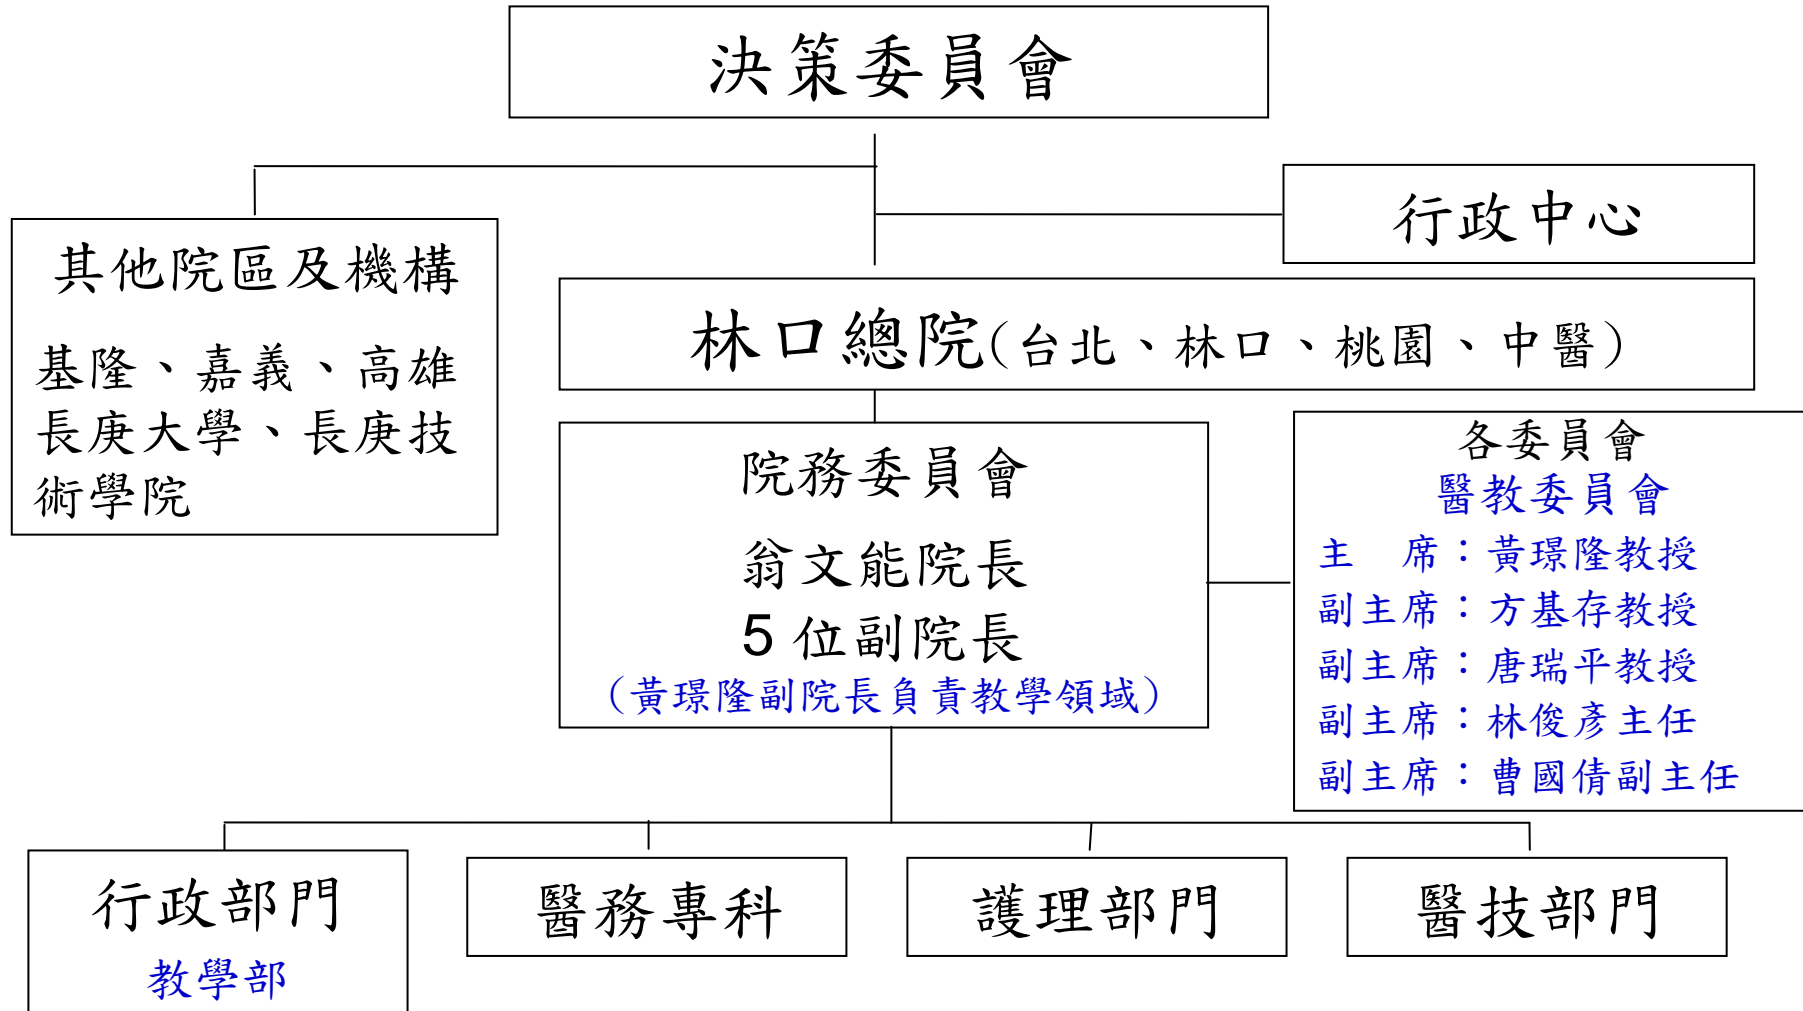 決策委員會
行政中心
其他院區及機構
基隆、嘉義、高雄
長庚大學、長庚技
術學院
林口總院(台北、林口、桃園、中醫)
院務委員會
翁文能院長
5 位副院長
(黃璟隆副院長負責教學領域)
各委員會
醫教委員會
主　席：黃璟隆教授
副主席：方基存教授
副主席：唐瑞平教授
副主席：林俊彥主任
副主席：曹國倩副主任
行政部門
教學部
醫務專科
護理部門
醫技部門